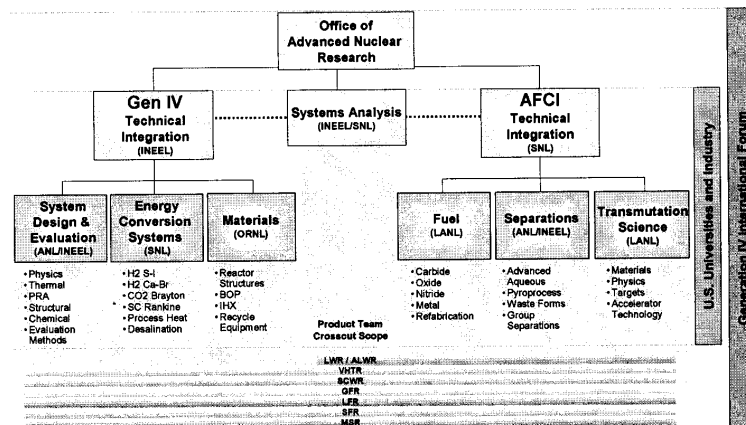 Office of
Advanced Nuclear
Research
Gen IV
Technical
Integration
(INEEL)
Systems Analysis
(INEEL/SNL)
AFCI
Technical
Integration
(SNL)
System
Design &
Evaluation
(ANL/INEEL)
Energy
Conversion
Systems
(SNL)
Materials
(ORNL)
Fuel
(LANL)
Separations
(ANL/INEEL)
Transmutation
Science
(LANL)
• Physics
• Thermal
• PRA
• Structural
• Chemical
• Evaluation
Methods
• H2 S-I
• H2 Ca-Br
• CO2 Brayton
• SC Rankine
• Process Heat
• Desalination
• Reactor
Structures
• BOP
• IHX
• Recycle
Equipment
• Carbide
• Oxide
• Nitride
• Metal
• Refabrication
• Advanced
Aqueous
• Pyroprocess
• Waste Forms
• Group
Separations
• Materials
• Physics
• Targets
• Accelerator
Technology
Product Team
Crosscut Scope
LWR / ALWR
VHTR
SCWR
GFR
LFR
SFR
MSR
U.S. Universities and Industry
Generation IV International Forum